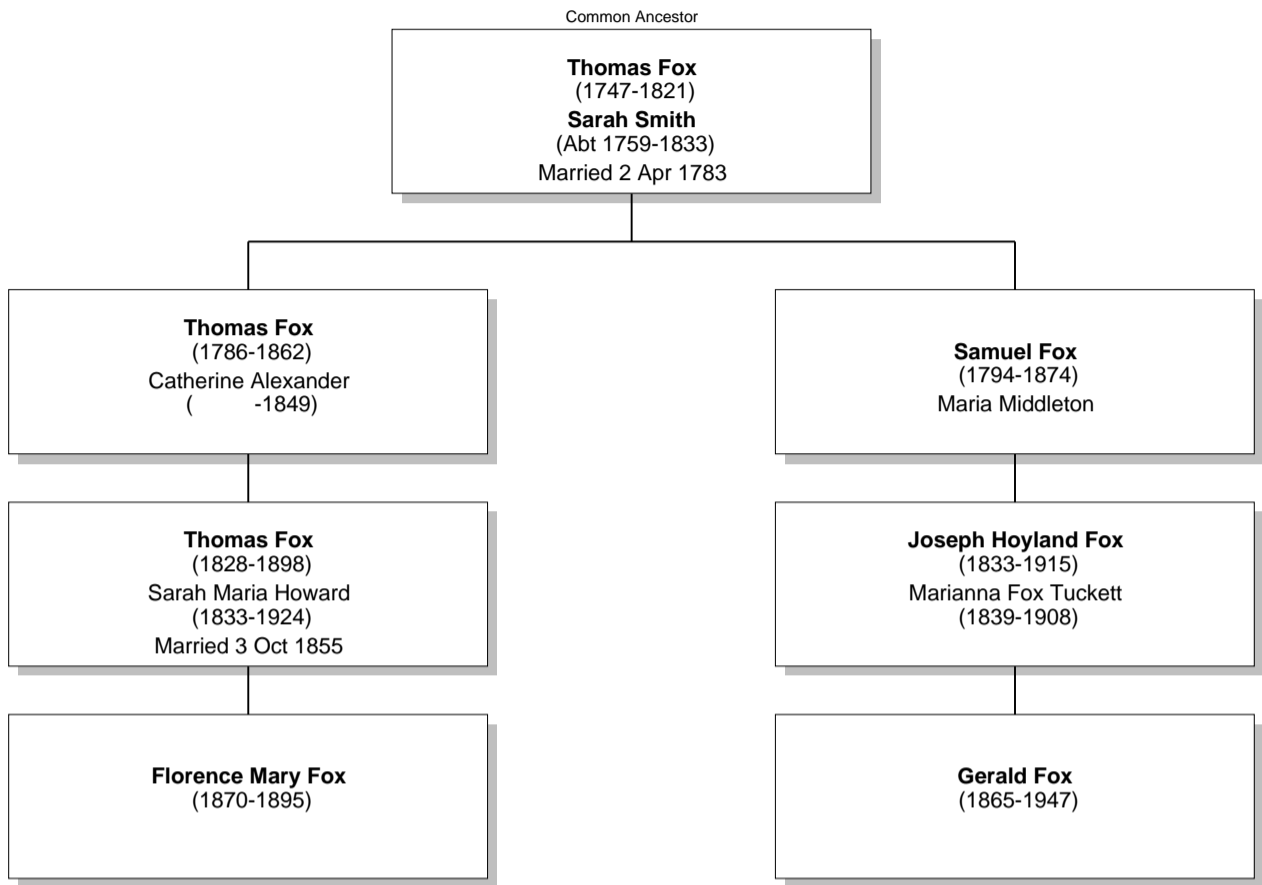 Common Ancestor
Thomas Fox
(1747-1821)
Sarah Smith
(Abt 1759-1833)
Married 2 Apr 1783
Thomas Fox
(1786-1862)
Catherine Alexander
( -1849)
Samuel Fox
(1794-1874)
Maria Middleton
Thomas Fox
(1828-1898)
Sarah Maria Howard
(1833-1924)
Married 3 Oct 1855
Joseph Hoyland Fox
(1833-1915)
Marianna Fox Tuckett
(1839-1908)
Florence Mary Fox
(1870-1895)
Gerald Fox
(1865-1947)